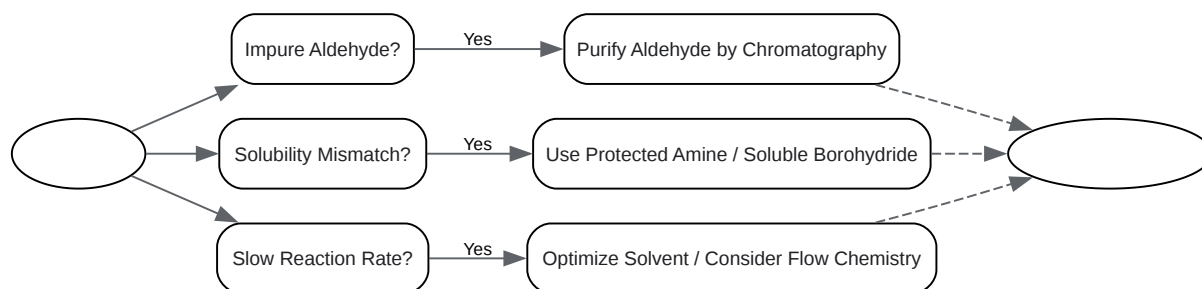 Impure Aldehyde?
Yes
Purify Aldehyde by Chromatography
Solubility Mismatch?
Yes
Use Protected Amine / Soluble Borohydride
Slow Reaction Rate?
Yes
Optimize Solvent / Consider Flow Chemistry